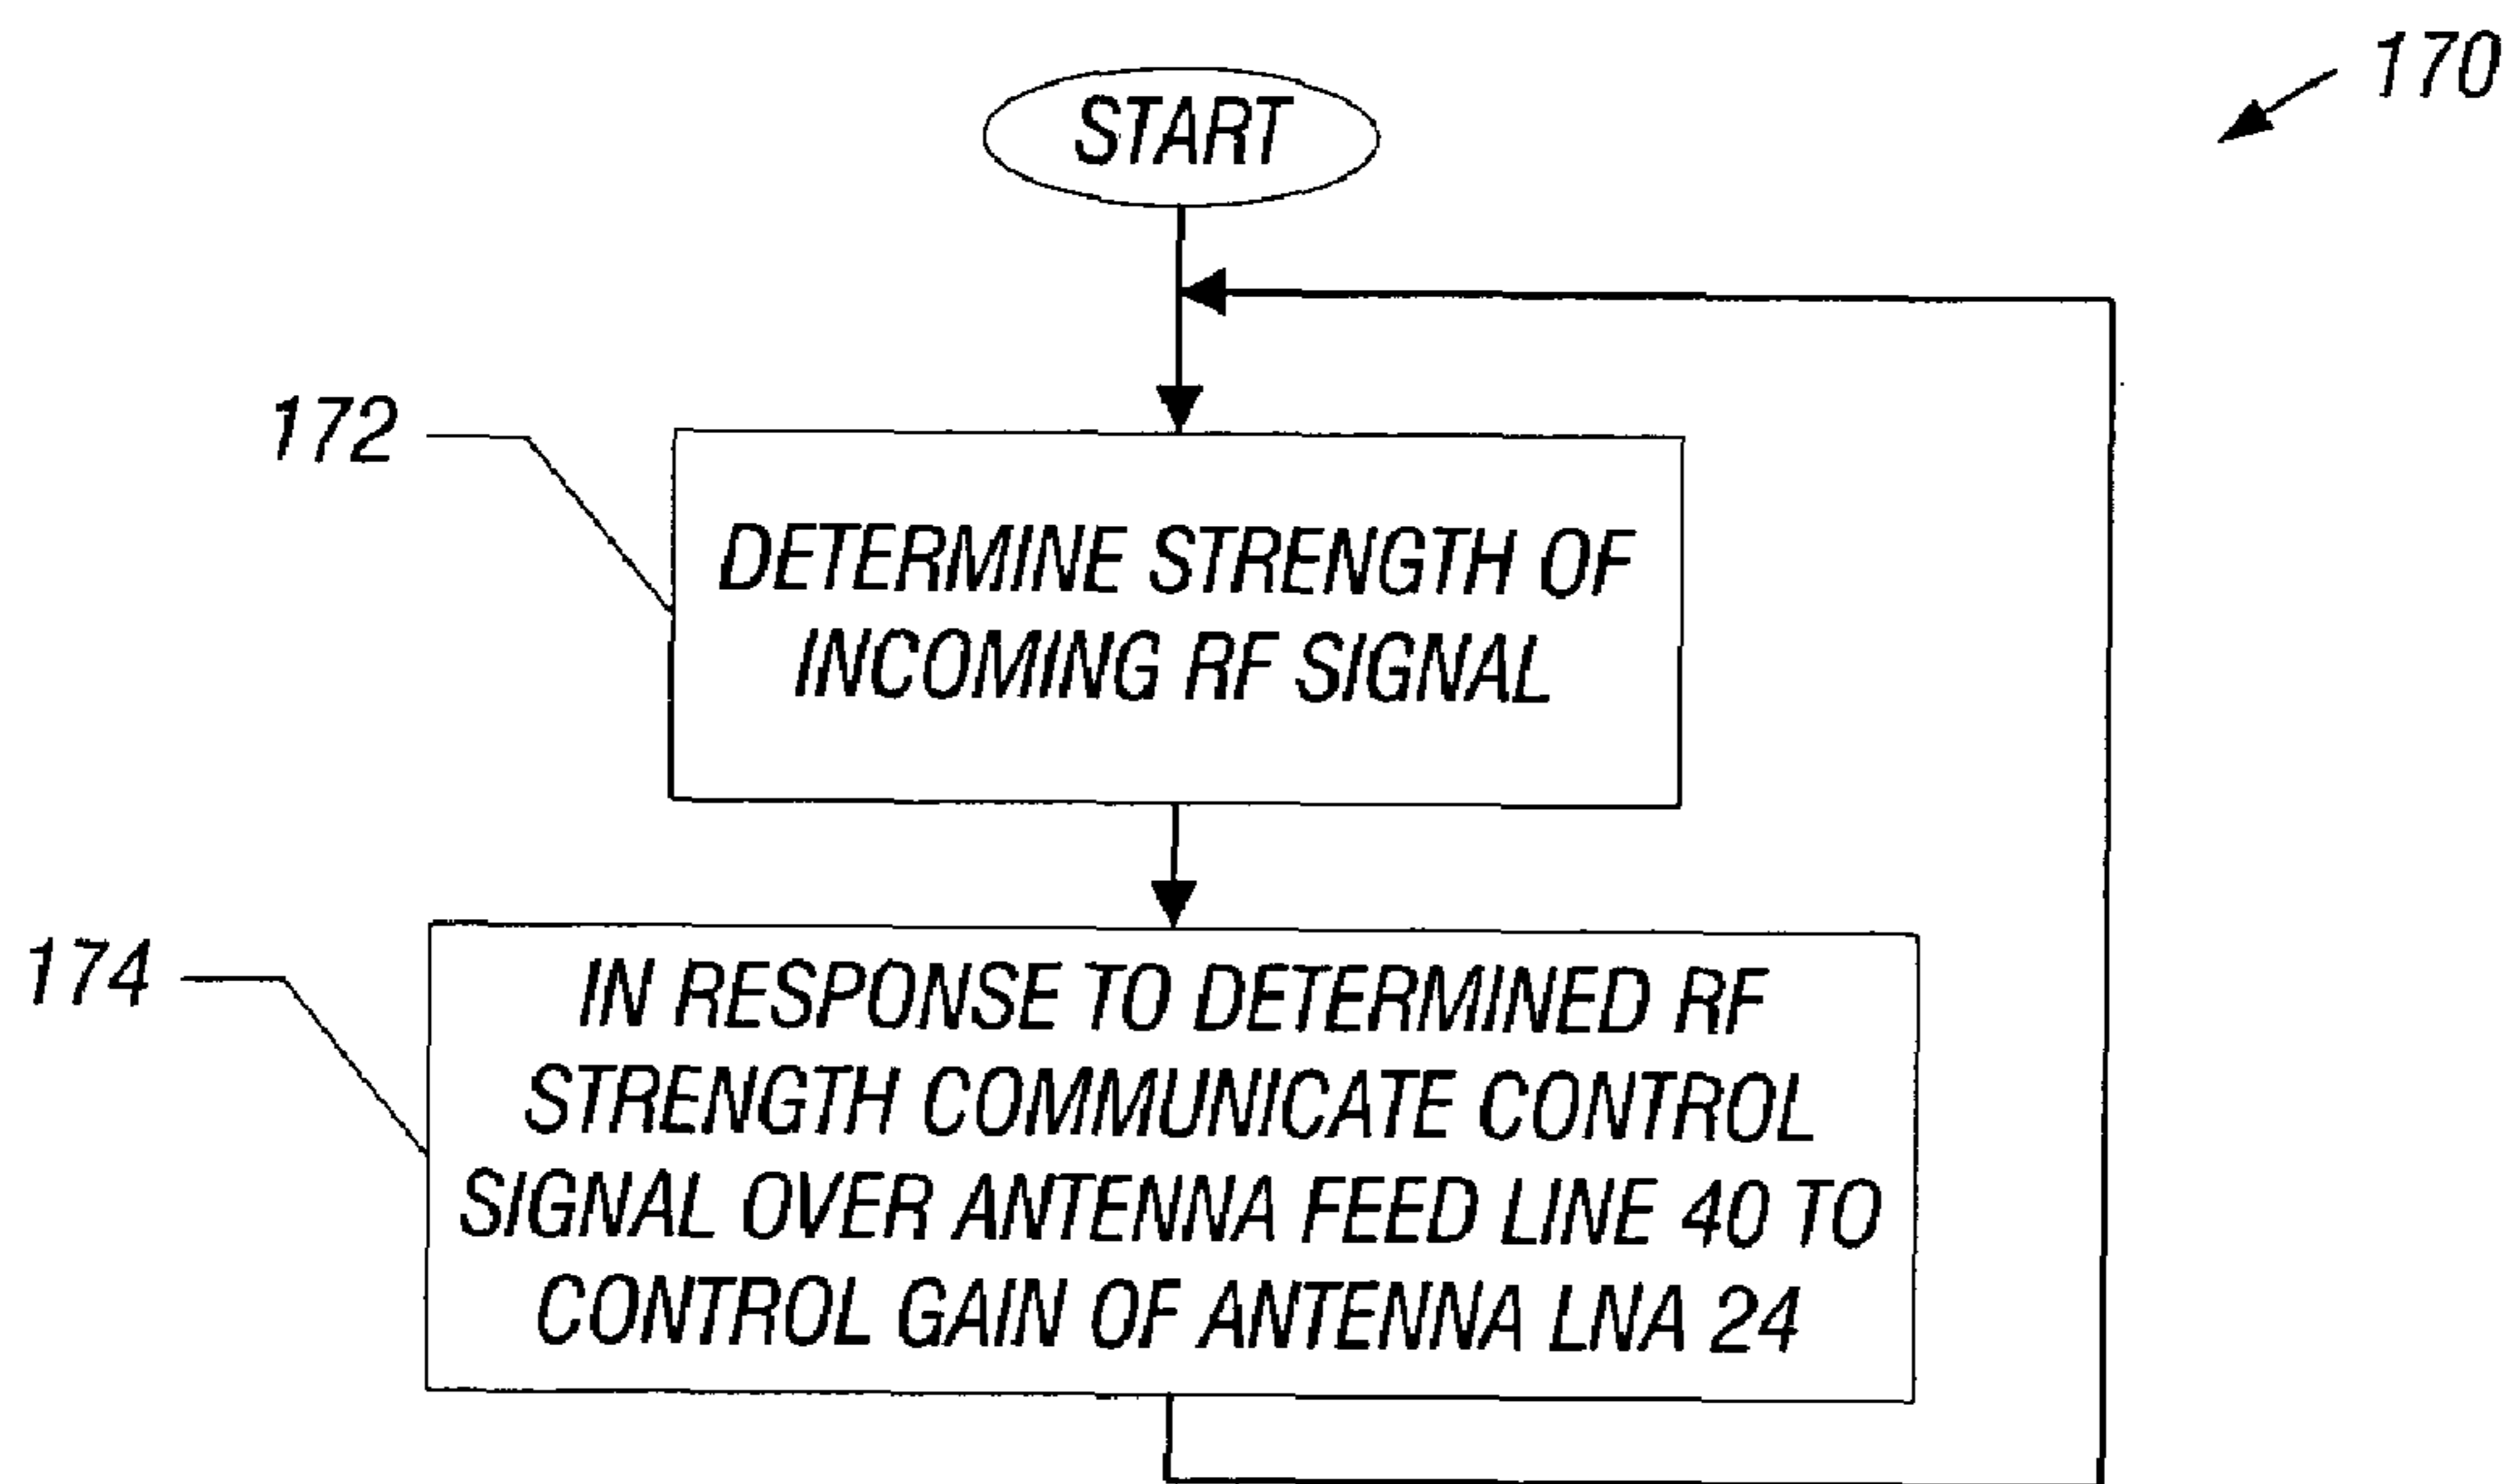 170
START
172
DETERMINE STRENGTH OF
INCOMING RF SIGNAL
174
IN RESPONSE TO DETERMINED RF
STRENGTH COMMUNICATE CONTROL
SIGNAL OVER ANTENNA FEED LINE 40 TO
CONTROL GAIN OF ANTENNA LNA 24